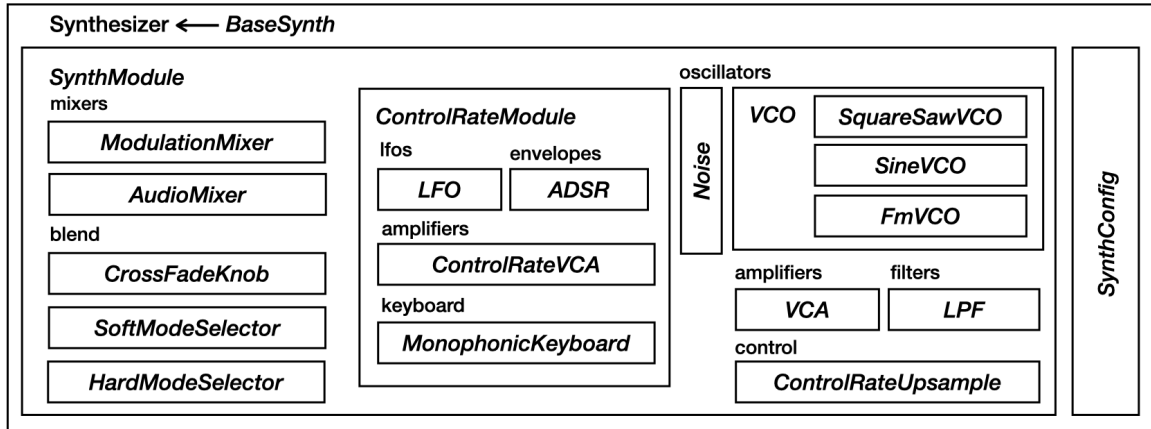 Synthesizer ← BaseSynth
SynthModule
mixers
ModulationMixer
AudioMixer
blend
CrossFadeKnob
SoftModeSelector
HardModeSelector
ControlRateModule
lfos
LFO
envelopes
ADSR
amplifiers
ControlRateVCA
keyboard
MonophonicKeyboard
oscillators
Noise
VCO
SquareSawVCO
SineVCO
FmVCO
amplifiers
VCA
filters
LPF
control
ControlRateUpsample
SynthConfig